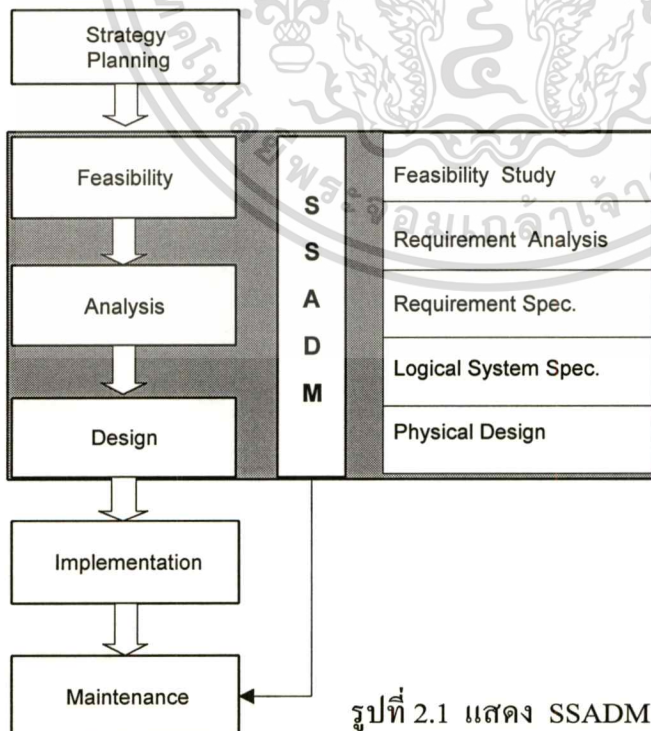 Strategy
Planning
Feasibility
Analysis
Design
Implementation
Maintenance
S
S
A
D
M
Feasibility Study
Requirement Analysis
Requirement Spec.
Logical System Spec.
Physical Design
รูปที่ 2.1 แสดง SSADM